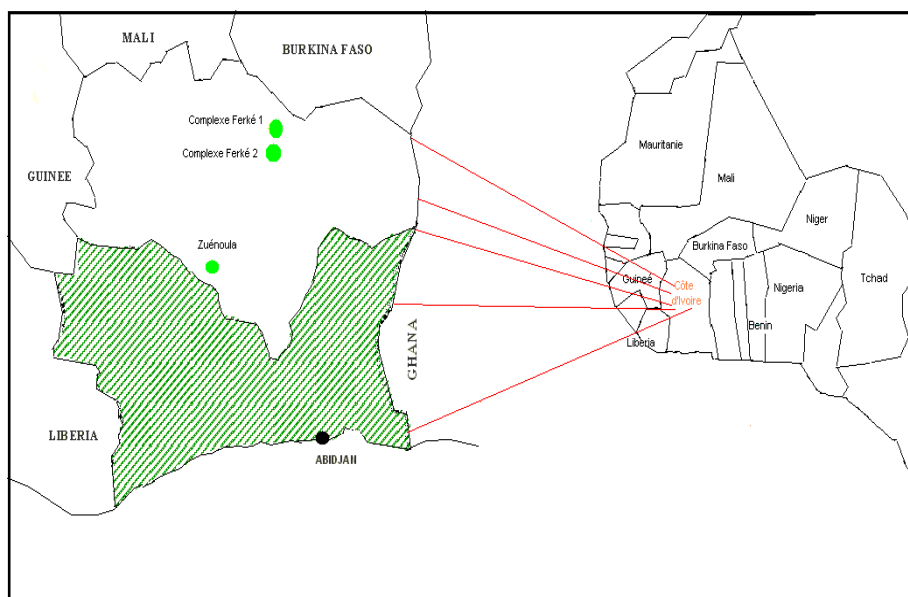 MALI
BURKINA FASO
Complexe Ferké 1
Complexe Ferké 2
GUINEE
Zuénoula
GHANA
LIBERIA
ABIDJAN
Mauritanie
Mali
Niger
Burkina Faso
Tchad
Guineé
Côte
d'Ivoire
Nigeria
Benin
Liberia